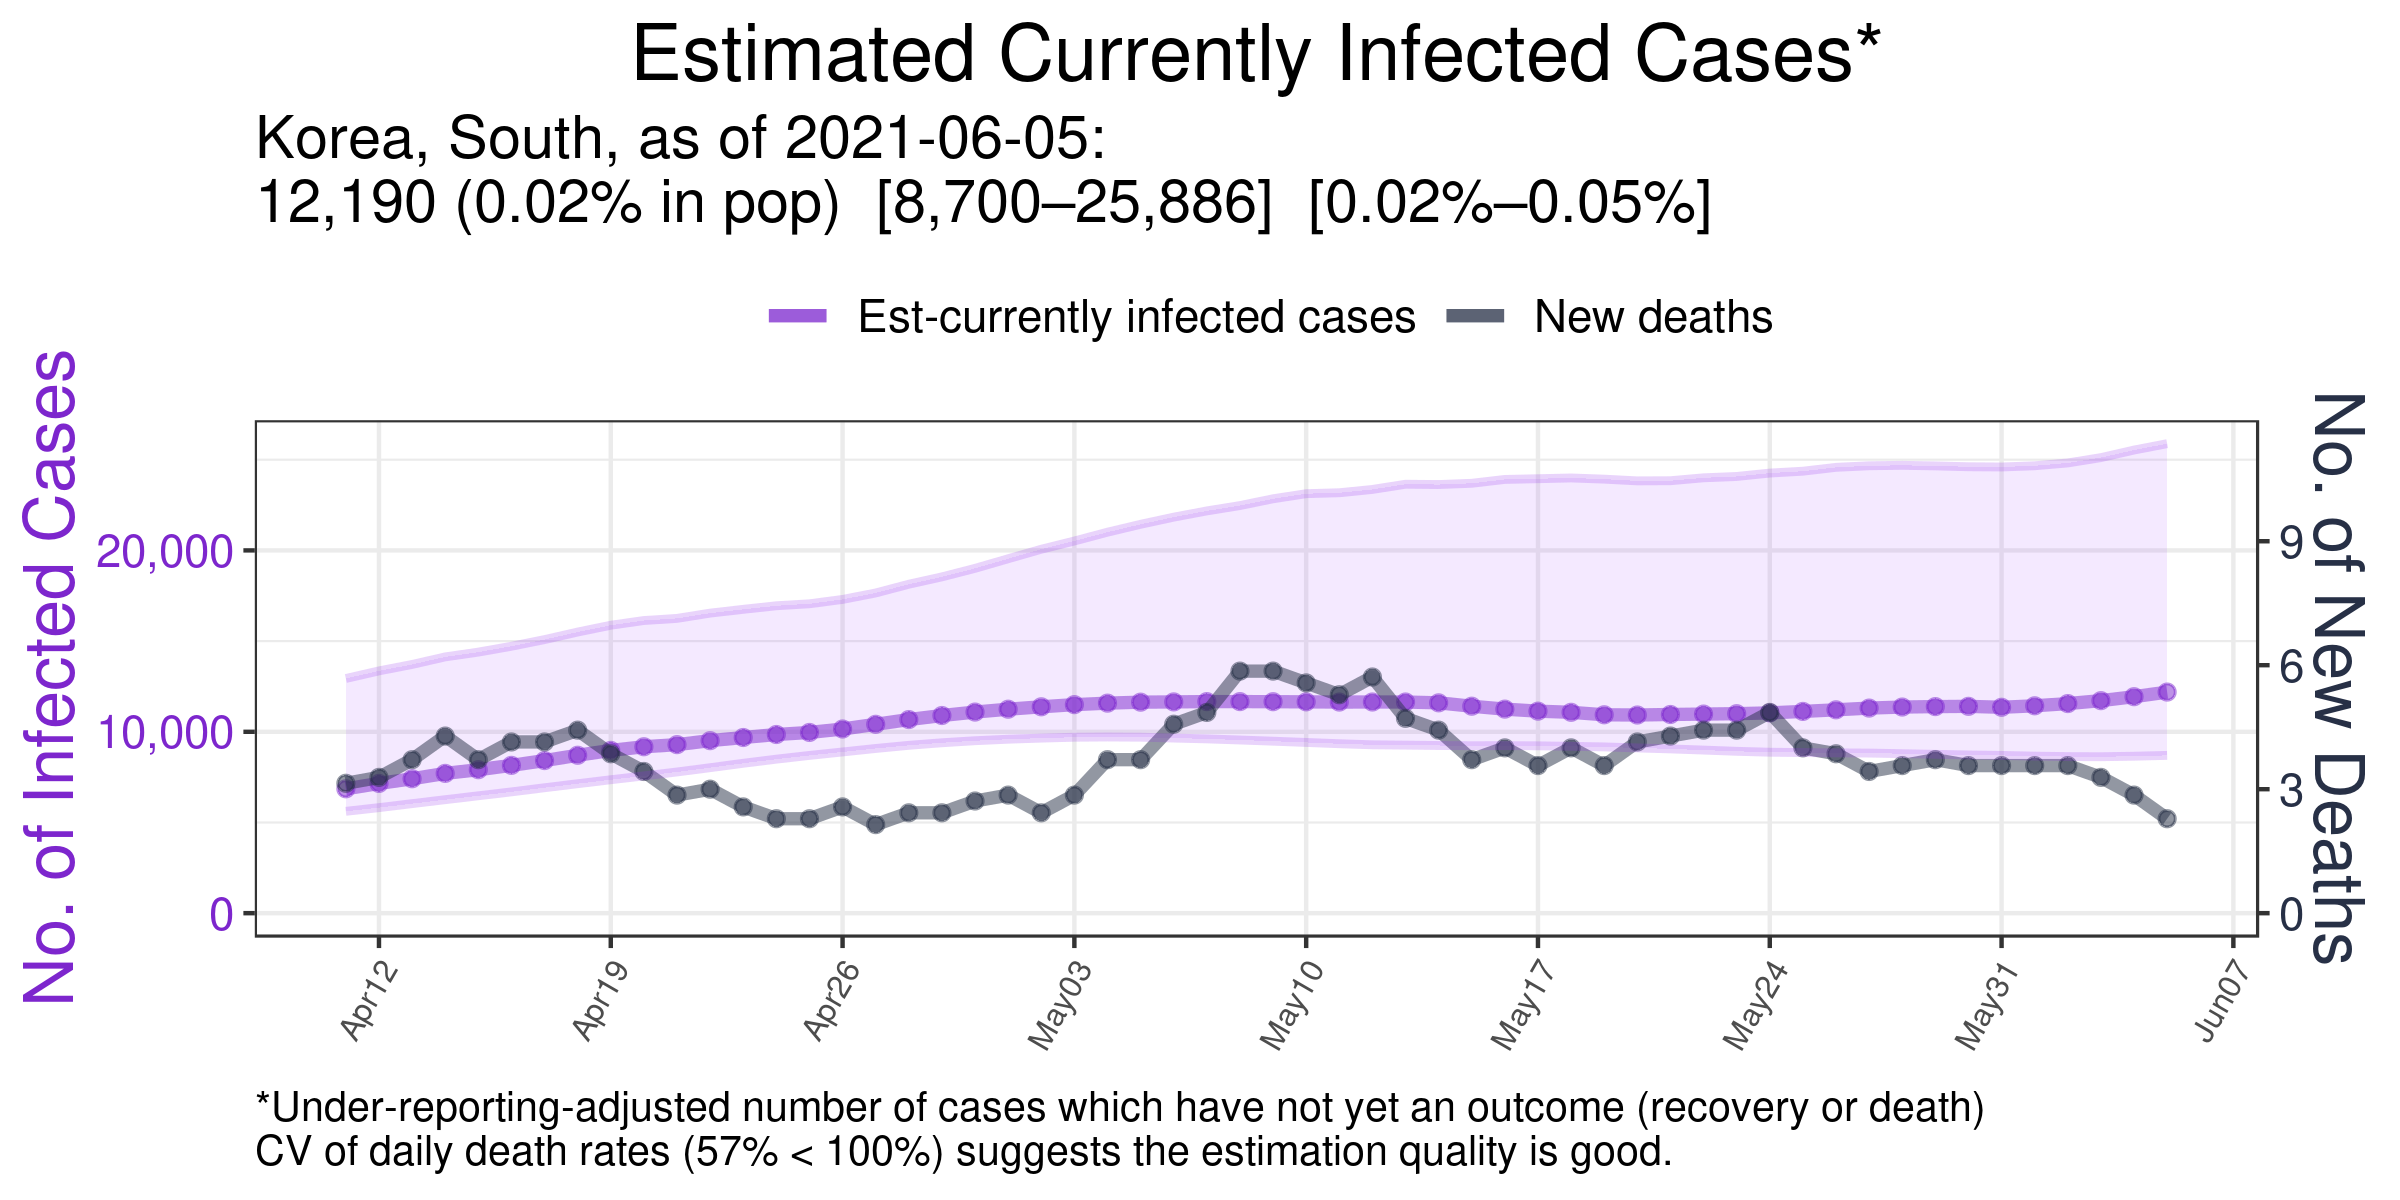 Estimated Currently Infected Cases*
Korea, South, as of 2021-06-05:
12,190 (0.02% in pop)  [8,700–25,886]  [0.02%–0.05%]
Est-currently infected cases
New deaths
No. of Infected Cases
20,000
10,000
0
No. of New Deaths
9
6
3
0
Apr12
Apr19
Apr26
May03
May10
May17
May24
May31
Jun07
*Under-reporting-adjusted number of cases which have not yet an outcome (recovery or death)
CV of daily death rates (57% < 100%) suggests the estimation quality is good.